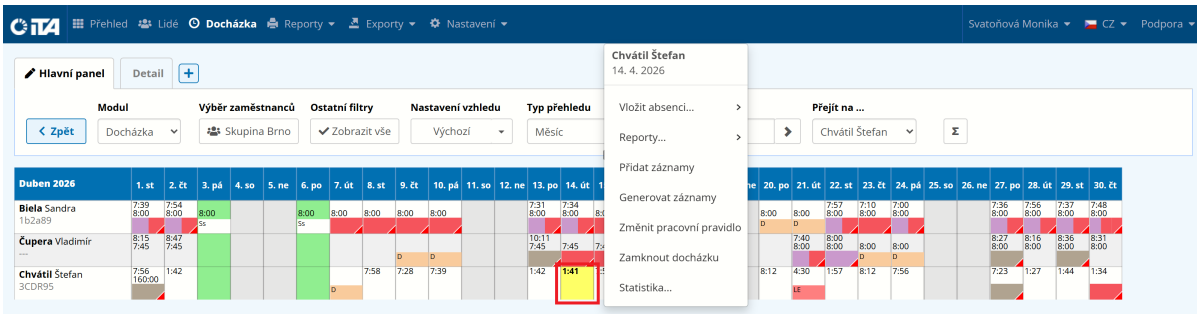 iTA Přehled Lidé Docházka Reporty Exporty Nastavení Svatoňová Monika CZ Podpora
Chvátil Štefan
14. 4. 2026
Hlavní panel Detail +
Modul Výběr zaměstnanců Ostatní filtry Nastavení vzhledu Typ přehledu Přejít na ...
Zpět Docházka Skupina Brno Zobrazit vše Výchozí Měsíc Chvátil Štefan Σ
Vložit absenci...
Reporty...
Přidat záznamy
Generovat záznamy
Změnit pracovní pravidlo
Zamknout docházku
Statistika...
Duben 2026 1. st 2. čt 3. pá 4. so 5. ne 6. po 7. út 8. st 9. čt 10. pá 11. so 12. ne 13. po 14. út 20. po 21. út 22. st 23. čt 24. pá 25. so 26. ne 27. po 28. út 29. st 30. čt
7:39 7:54 7:31 7:34 7:57 7:10 7:00 7:36 7:56 7:37 7:48
Biela Sandra 8:00 8:00 8:00 8:00 8:00 8:00 8:00 8:00 8:00 8:00 8:00 8:00 8:00 8:00 8:00 8:00 8:00 8:00 8:00
1b2a89 Ss Ss D D
8:15 8:47 10:11 7:40 8:00 8:27 8:16 8:36 8:31
Čupera Vladimír 7:45 7:45 7:45 7:45 8:00 8:00 8:00 8:00 8:00 8:00 8:00 8:00
— D D D D
Chvátil Štefan 7:56 1:42 7:58 7:28 7:39 1:42 1:41 8:12 4:30 1:57 8:12 7:56 7:23 1:27 1:44 1:34
3CDR95 160:00 D LE